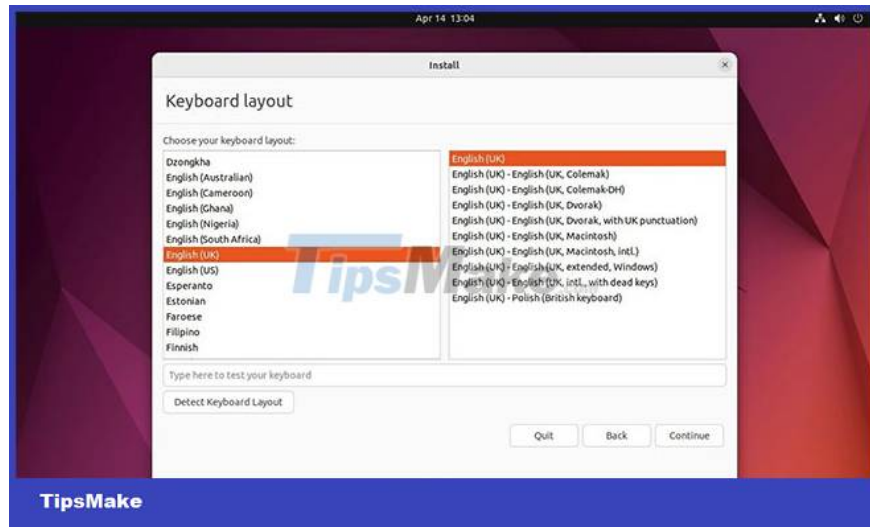 Apr 14 13:04
Install
Keyboard layout
Choose your keyboard layout:
Dzongkha
English (Australian)
English (Cameroon)
English (Ghana)
English (Nigeria)
English (South Africa)
English (UK)
English (US)
Esperanto
Estonian
Faroese
Filipino
Finnish
English (UK)
English (UK) - English (UK, Colemak)
English (UK) - English (UK, Colemak-DH)
English (UK) - English (UK, Dvorak)
English (UK) - English (UK, Dvorak, with UK punctuation)
English (UK) - English (UK, Macintosh)
English (UK) - English (UK, Macintosh, intl.)
English (UK) - English (UK, extended, Windows)
English (UK) - English (UK, intl., with dead keys)
English (UK) - Polish (British keyboard)
TipsMake
Type here to test your keyboard
Detect Keyboard Layout
Quit Back Continue
TipsMake